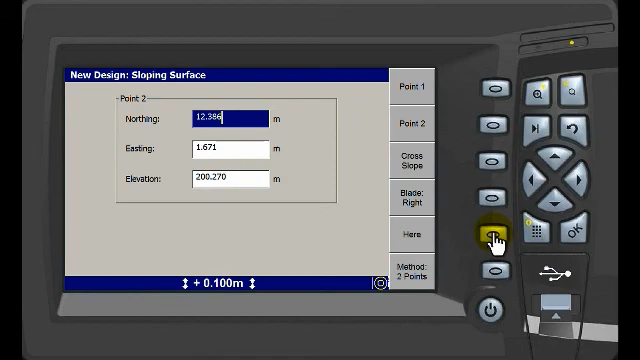 New Design: Sloping Surface
Point 2
Northing: 12.386 m
Easting: 1.671 m
Elevation: 200.270 m
+ 0.100m
Point 1
Point 2
Cross
Slope
Blade:
Right
Here
Method:
2 Points
OK